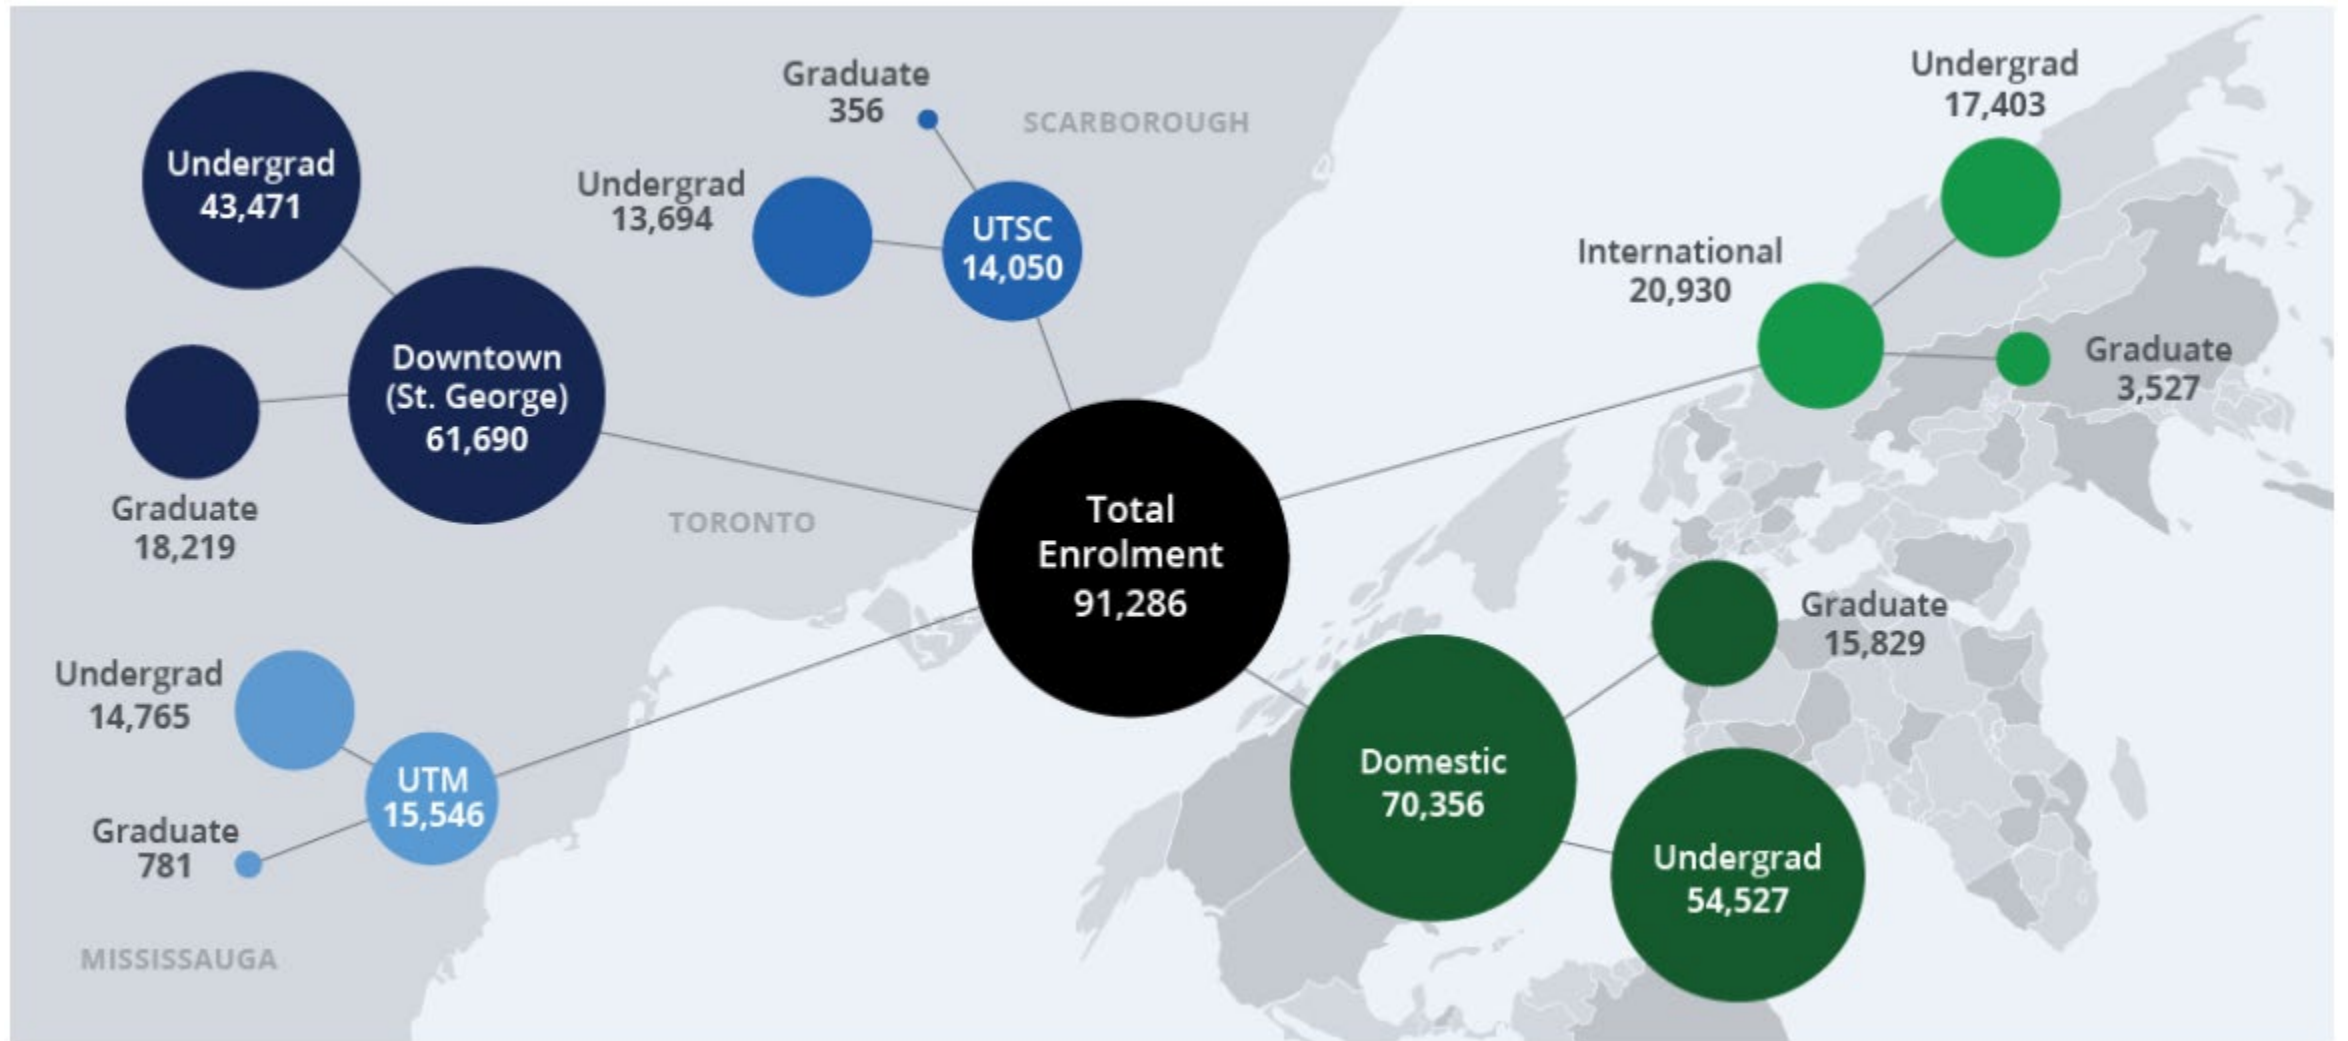 Undergrad
43,471
Downtown
(St. George)
61,690
Graduate
18,219
Graduate
356
SCARBOROUGH
Undergrad
13,694
UTSC
14,050
TORONTO
Undergrad
14,765
UTM
15,546
Graduate
781
MISSISSAUGA
Total
Enrolment
91,286
International
20,930
Undergrad
17,403
Graduate
3,527
Domestic
70,356
Graduate
15,829
Undergrad
54,527